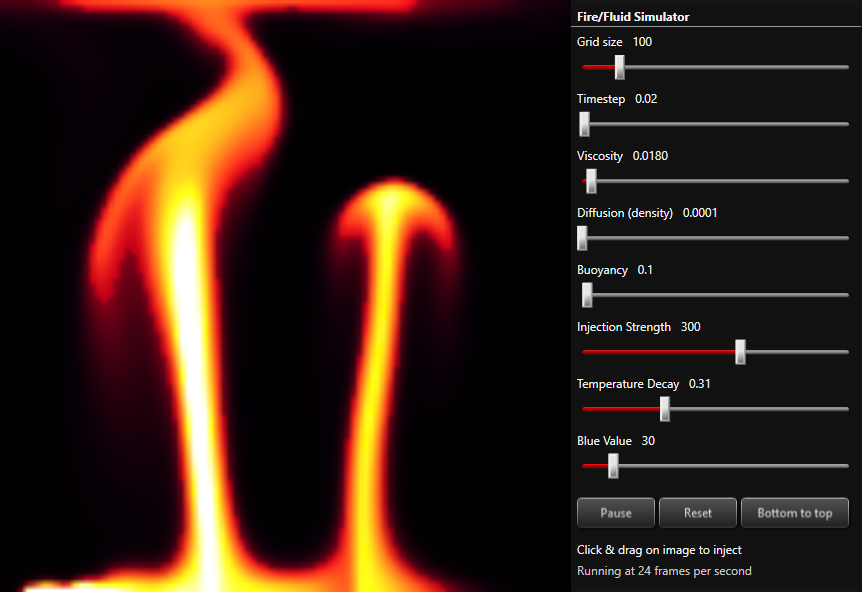 Fire/Fluid Simulator
Grid size 100
Timestep 0.02
Viscosity 0.0180
Diffusion (density) 0.0001
Buoyancy 0.1
Injection Strength 300
Temperature Decay 0.31
Blue Value 30
Pause Reset Bottom to top
Click & drag on image to inject
Running at 24 frames per second